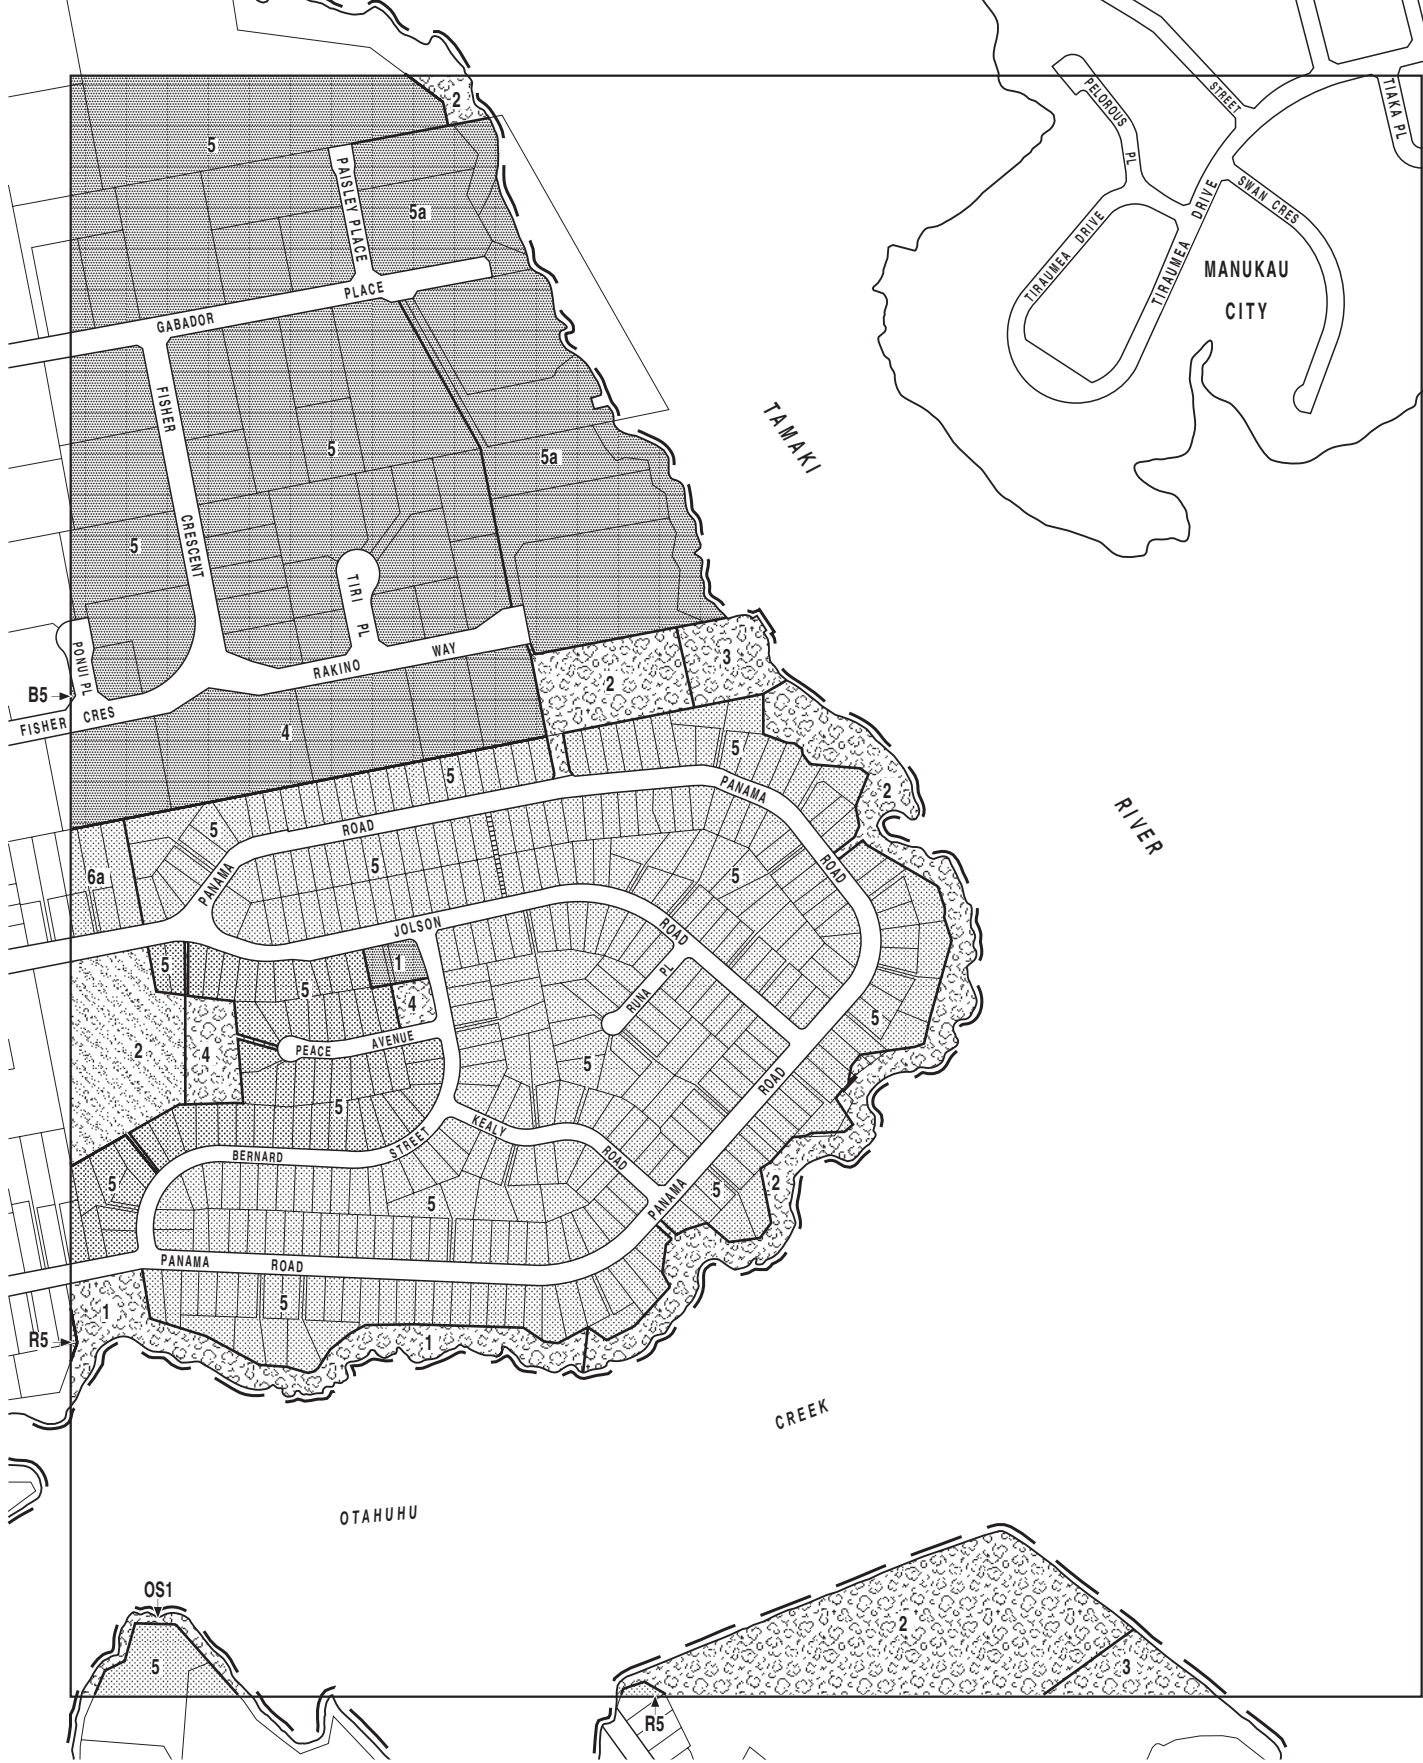 2
5
PAISLEY PLACE
5a
PELOROUS PL
STREET
TIAKA PL
SWAN CRES
TIRAUMEA DRIVE
TIRAUMEA DRIVE
MANUKAU
CITY
GABADOR PLACE
FISHER CRESCENT
5
5a
5
TAMAKI
RIVER
TIRI PL
PONUI PL
B5
RAKINO WAY
FISHER CRES
2
3
4
5
5
2
PANAMA ROAD
5
PANAMA ROAD
6a
5
5
JOLSON ROAD
5
1
5
4
RUNA PL
5
2
4
PEACE AVENUE
5
5
PANAMA ROAD
KEALY ROAD
BERNARD STREET
5
5
5
2
PANAMA ROAD
1
5
1
R5
CREEK
OTAHUHU
OS1
5
2
3
R5